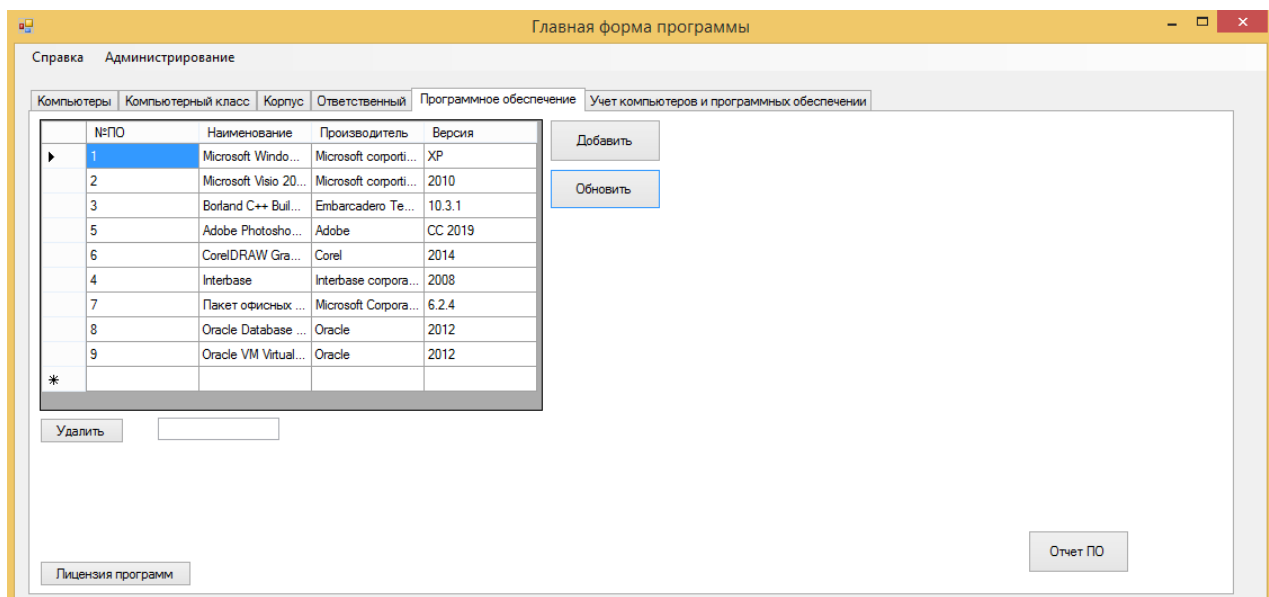 Главная форма программы
Справка Администрирование
Компьютеры Компьютерный класс Корпус Ответственный Программное обеспечение Учет компьютеров и программных обеспечении
№ПО Наименование Производитель Версия
1 Microsoft Windo... Microsoft corporti... XP
2 Microsoft Visio 20... Microsoft corporti... 2010
3 Borland C++ Buil... Embarcadero Te... 10.3.1
5 Adobe Photosho... Adobe CC 2019
6 CorelDRAW Gra... Corel 2014
4 Interbase Interbase corpora... 2008
7 Пакет офисных ... Microsoft Corpora... 6.2.4
8 Oracle Database ... Oracle 2012
9 Oracle VM Virtual... Oracle 2012
Добавить
Обновить
Удалить
Отчет ПО
Лицензия программ